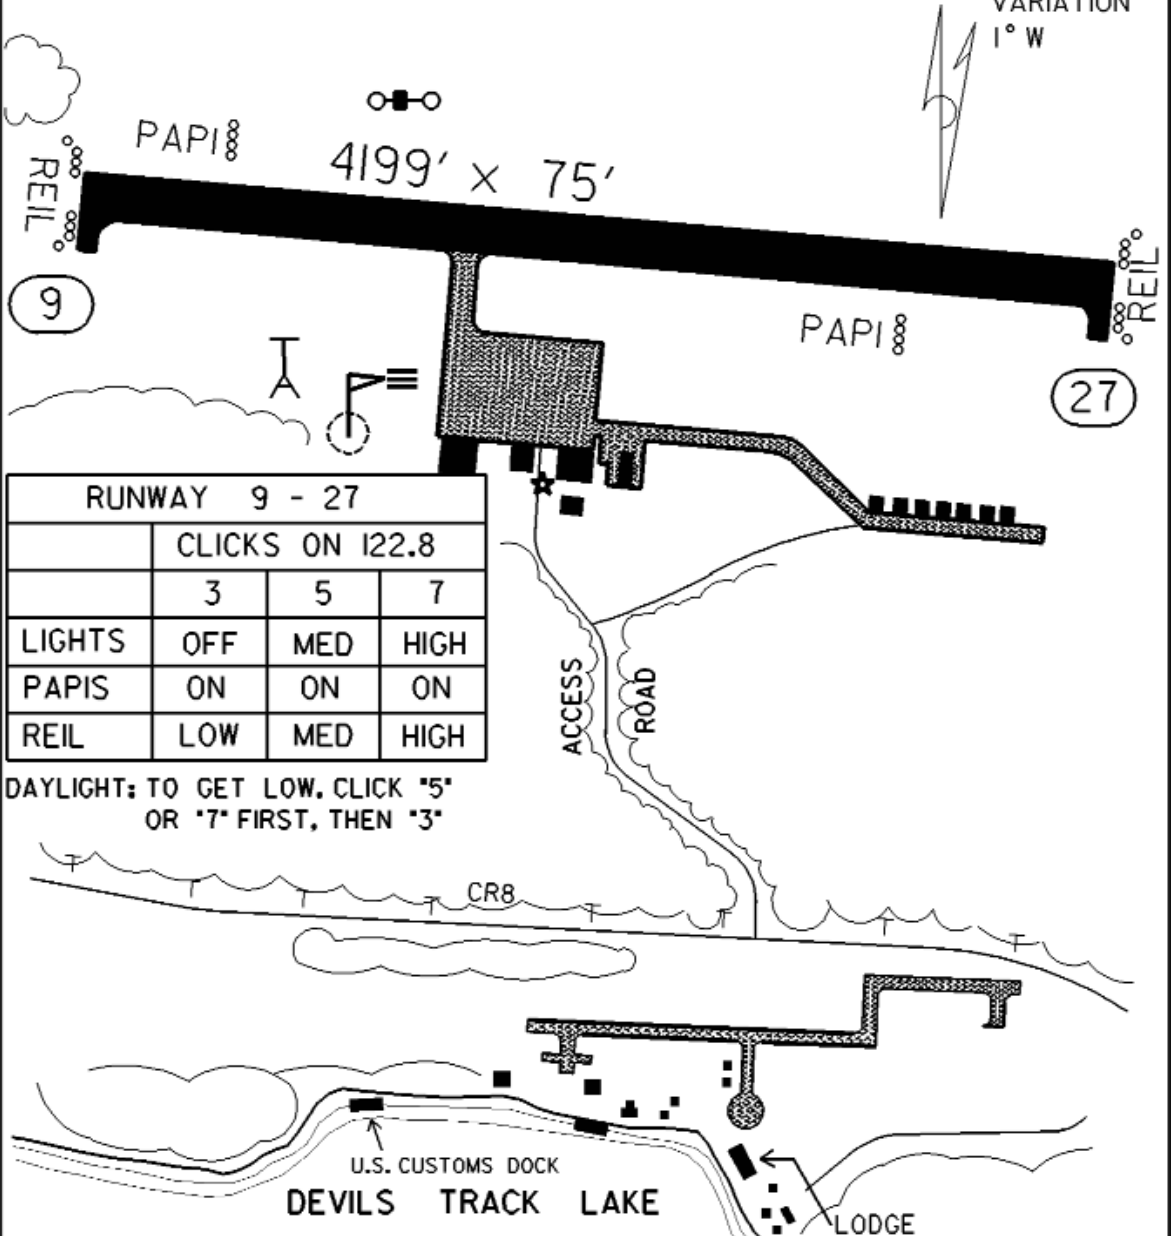 VARIATION
1° W
PAPI
4199' × 75'
REIL
REIL
9
PAPI
27
RUNWAY 9 - 27
CLICKS ON 122.8
3 5 7
LIGHTS OFF MED HIGH
PAPIS ON ON ON
REIL LOW MED HIGH
DAYLIGHT: TO GET LOW, CLICK "5"
OR "7" FIRST, THEN "3"
ACCESS ROAD
CR8
U.S. CUSTOMS DOCK
DEVILS TRACK LAKE
LODGE